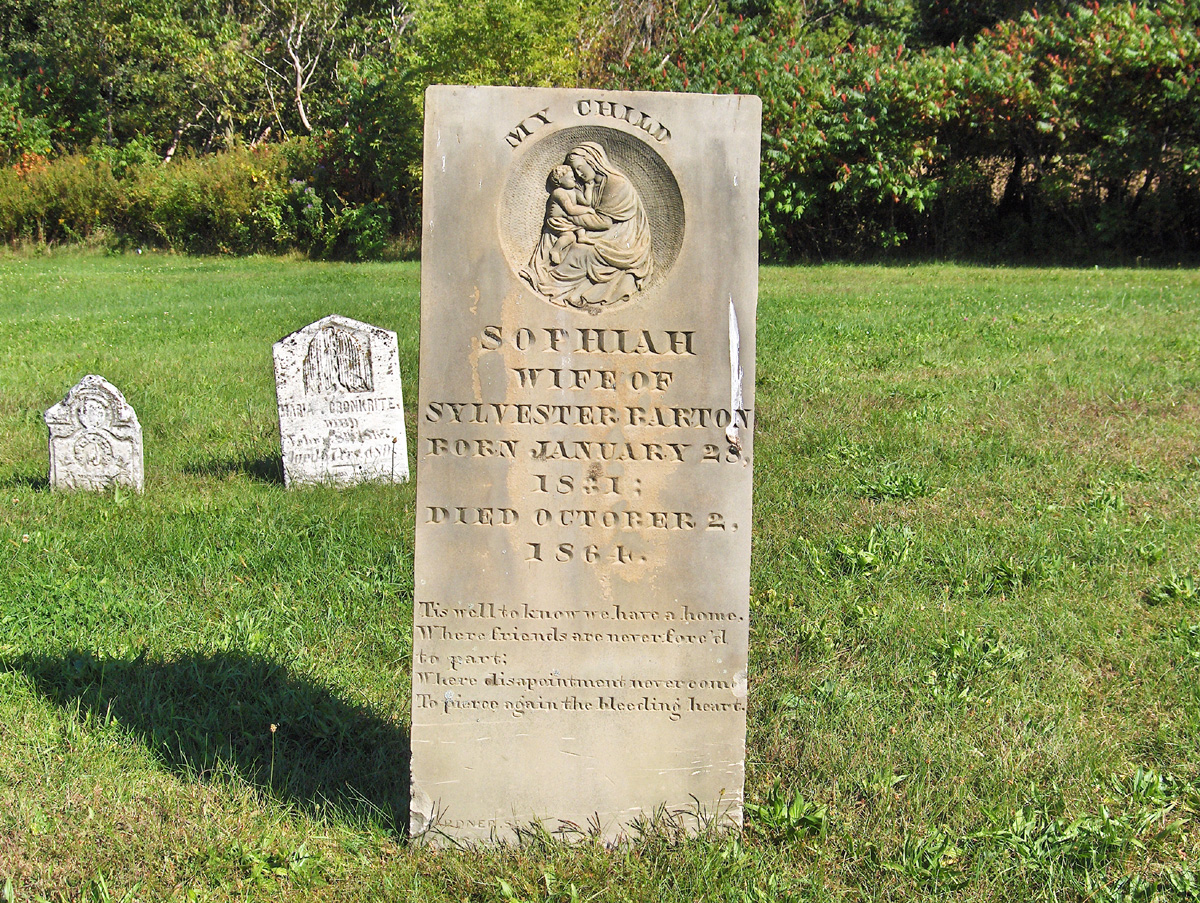 MY CHILD
SOPHIAH
WIFE OF
SYLVESTER BARTON
BORN JANUARY 28,
1831;
DIED OCTOBER 2,
1864.
Tis well to know we have a home.
Where friends are never forc'd
to part;
Where disapointment never come
To pierce again the bleeding heart.
MARIA CRONKRITE.